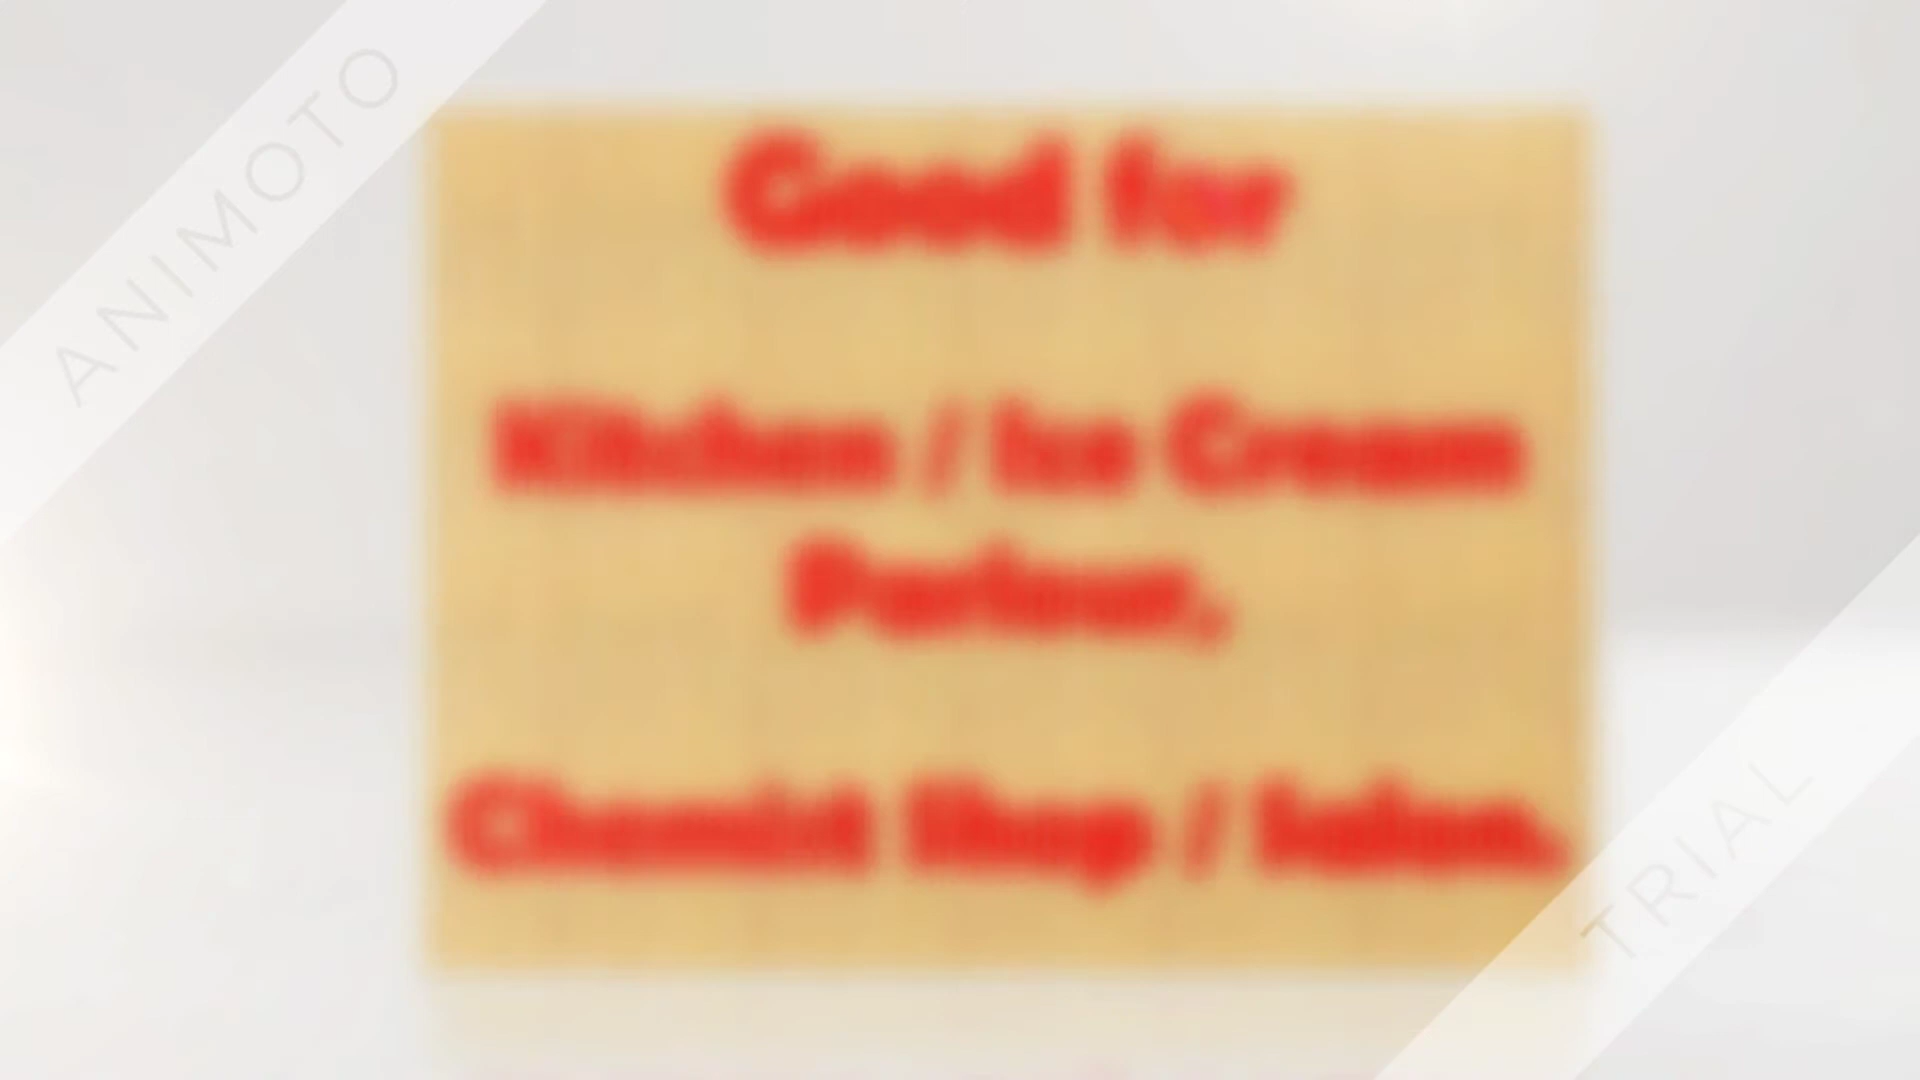 ANIMOTO
Good for
Kitchen / Ice Cream
Parlour,
Chemist Shop / Salon,
TRIAL